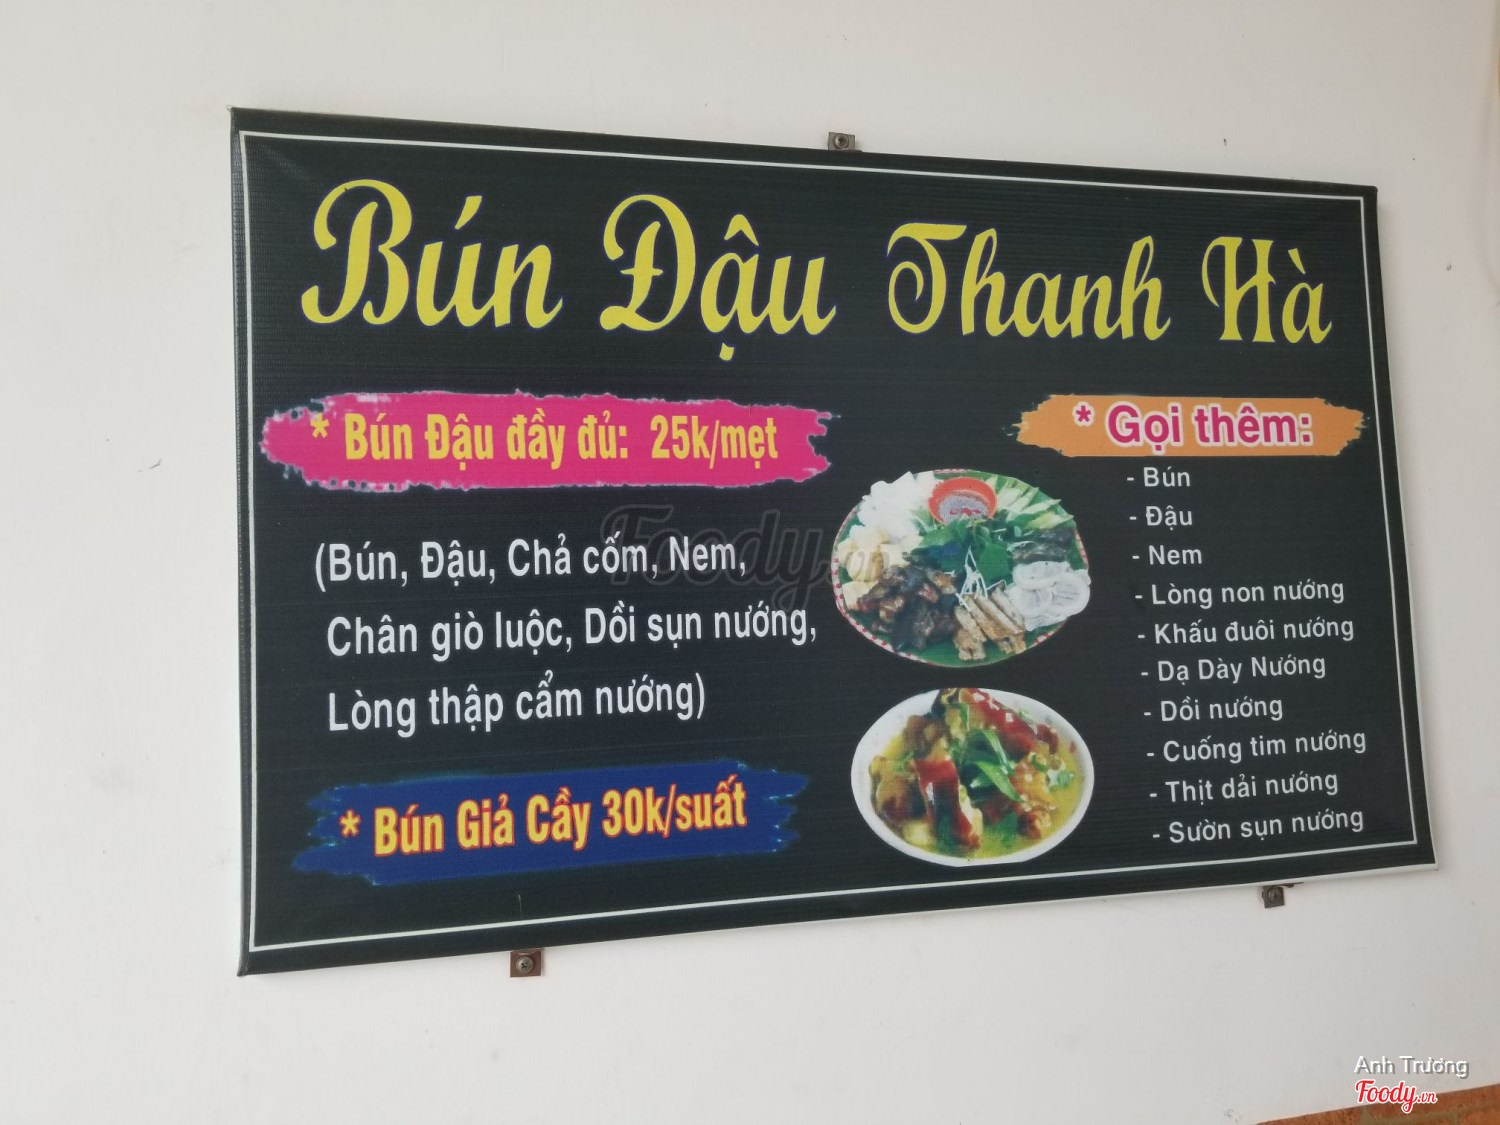 Bún Đậu Thanh Hà
* Bún Đậu đầy đủ: 25k/mẹt
(Bún, Đậu, Chả cốm, Nem,
Chân giò luộc, Dồi sụn nướng,
Lòng thập cẩm nướng)
* Bún Giả Cầy 30k/suất
* Gọi thêm:
- Bún
- Đậu
- Nem
- Lòng non nướng
- Khấu đuôi nướng
- Dạ Dày Nướng
- Dồi nướng
- Cuống tim nướng
- Thịt dải nướng
- Sườn sụn nướng
Foody.vn
Anh Trương
Foody.vn